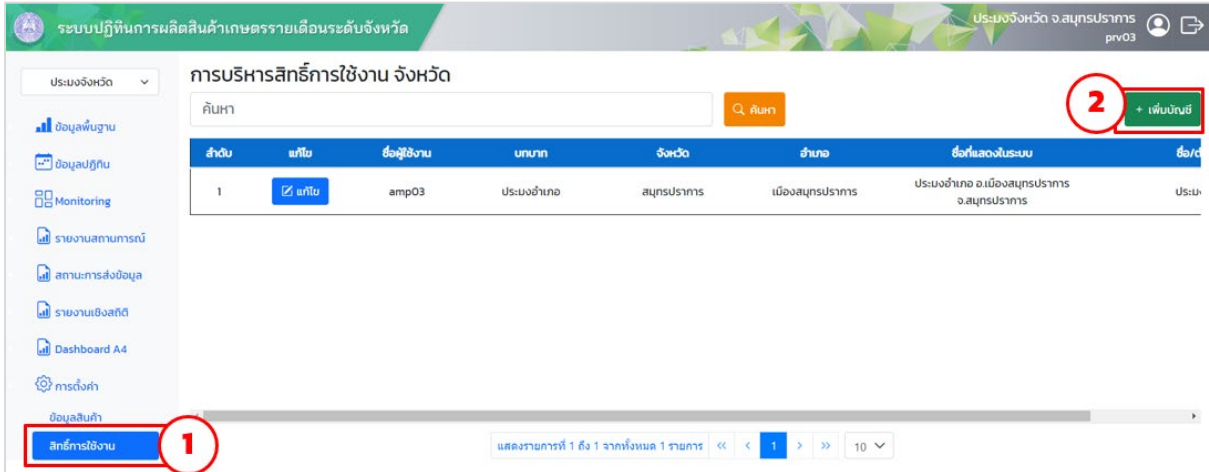 ระบบปฏิทินการผลิตสินค้าเกษตรรายเดือนระดับจังหวัด
ประมงจังหวัด จ.สมุทรปราการ
prv03
ประมงจังหวัด
การบริหารสิทธิ์การใช้งาน จังหวัด
ค้นหา
ค้นหา
2
+ เพิ่มบัญชี
ข้อมูลพื้นฐาน
ข้อมูลปฏิทิน
Monitoring
รายงานสถานการณ์
สถานะการส่งข้อมูล
รายงานเชิงสถิติ
Dashboard A4
การตั้งค่า
ข้อมูลสินค้า
สิทธิ์การใช้งาน
1
ลำดับ แก้ไข ชื่อผู้ใช้งาน บทบาท จังหวัด อำเภอ ชื่อที่แสดงในระบบ ชื่อ/ต
1 แก้ไข amp03 ประมงอำเภอ สมุทรปราการ เมืองสมุทรปราการ ประมงอำเภอ อ.เมืองสมุทรปราการ ประม
จ.สมุทรปราการ
แสดงรายการที่ 1 ถึง 1 จากทั้งหมด 1 รายการ « < 1 > » 10